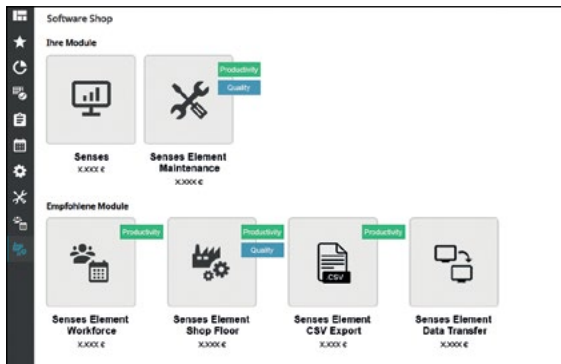 Software Shop
Ihre Module
Productivity
Quality
Senses
X.XXX €
Senses Element
Maintenance
X.XXX €
Empfohlene Module
Productivity
Senses Element
Workforce
X.XXX €
Productivity
Quality
Senses Element
Shop Floor
X.XXX €
Productivity
.CSV
Senses Element
CSV Export
X.XXX €
Senses Element
Data Transfer
X.XXX €